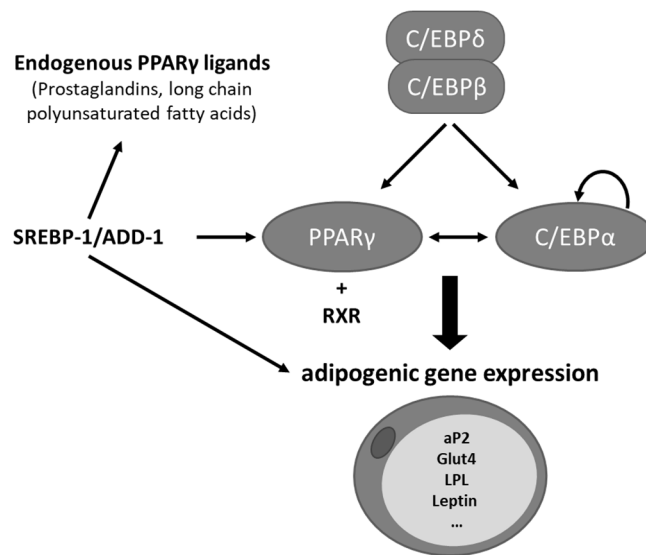 C/EBPδ
Endogenous PPARγ ligands
(Prostaglandins, long chain
polyunsaturated fatty acids)
C/EBPβ
SREBP-1/ADD-1
PPARγ
C/EBPα
+
RXR
adipogenic gene expression
aP2
Glut4
LPL
Leptin
...